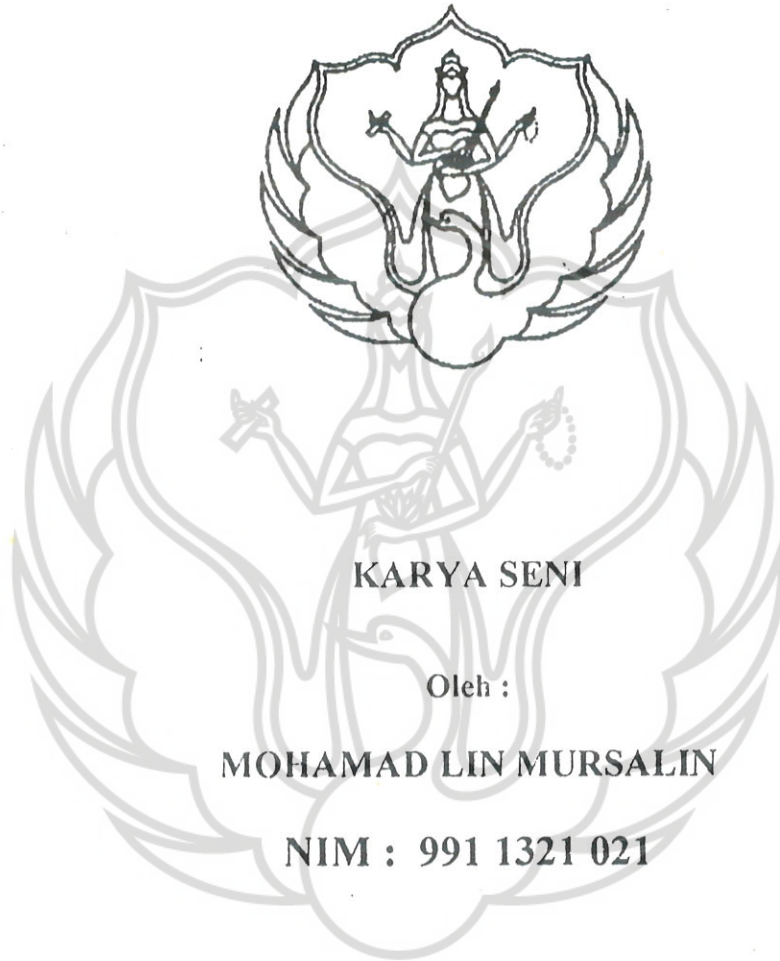 KARYA SENI
Oleh :
MOHAMAD LIN MURSALIN
NIM : 991 1321 021